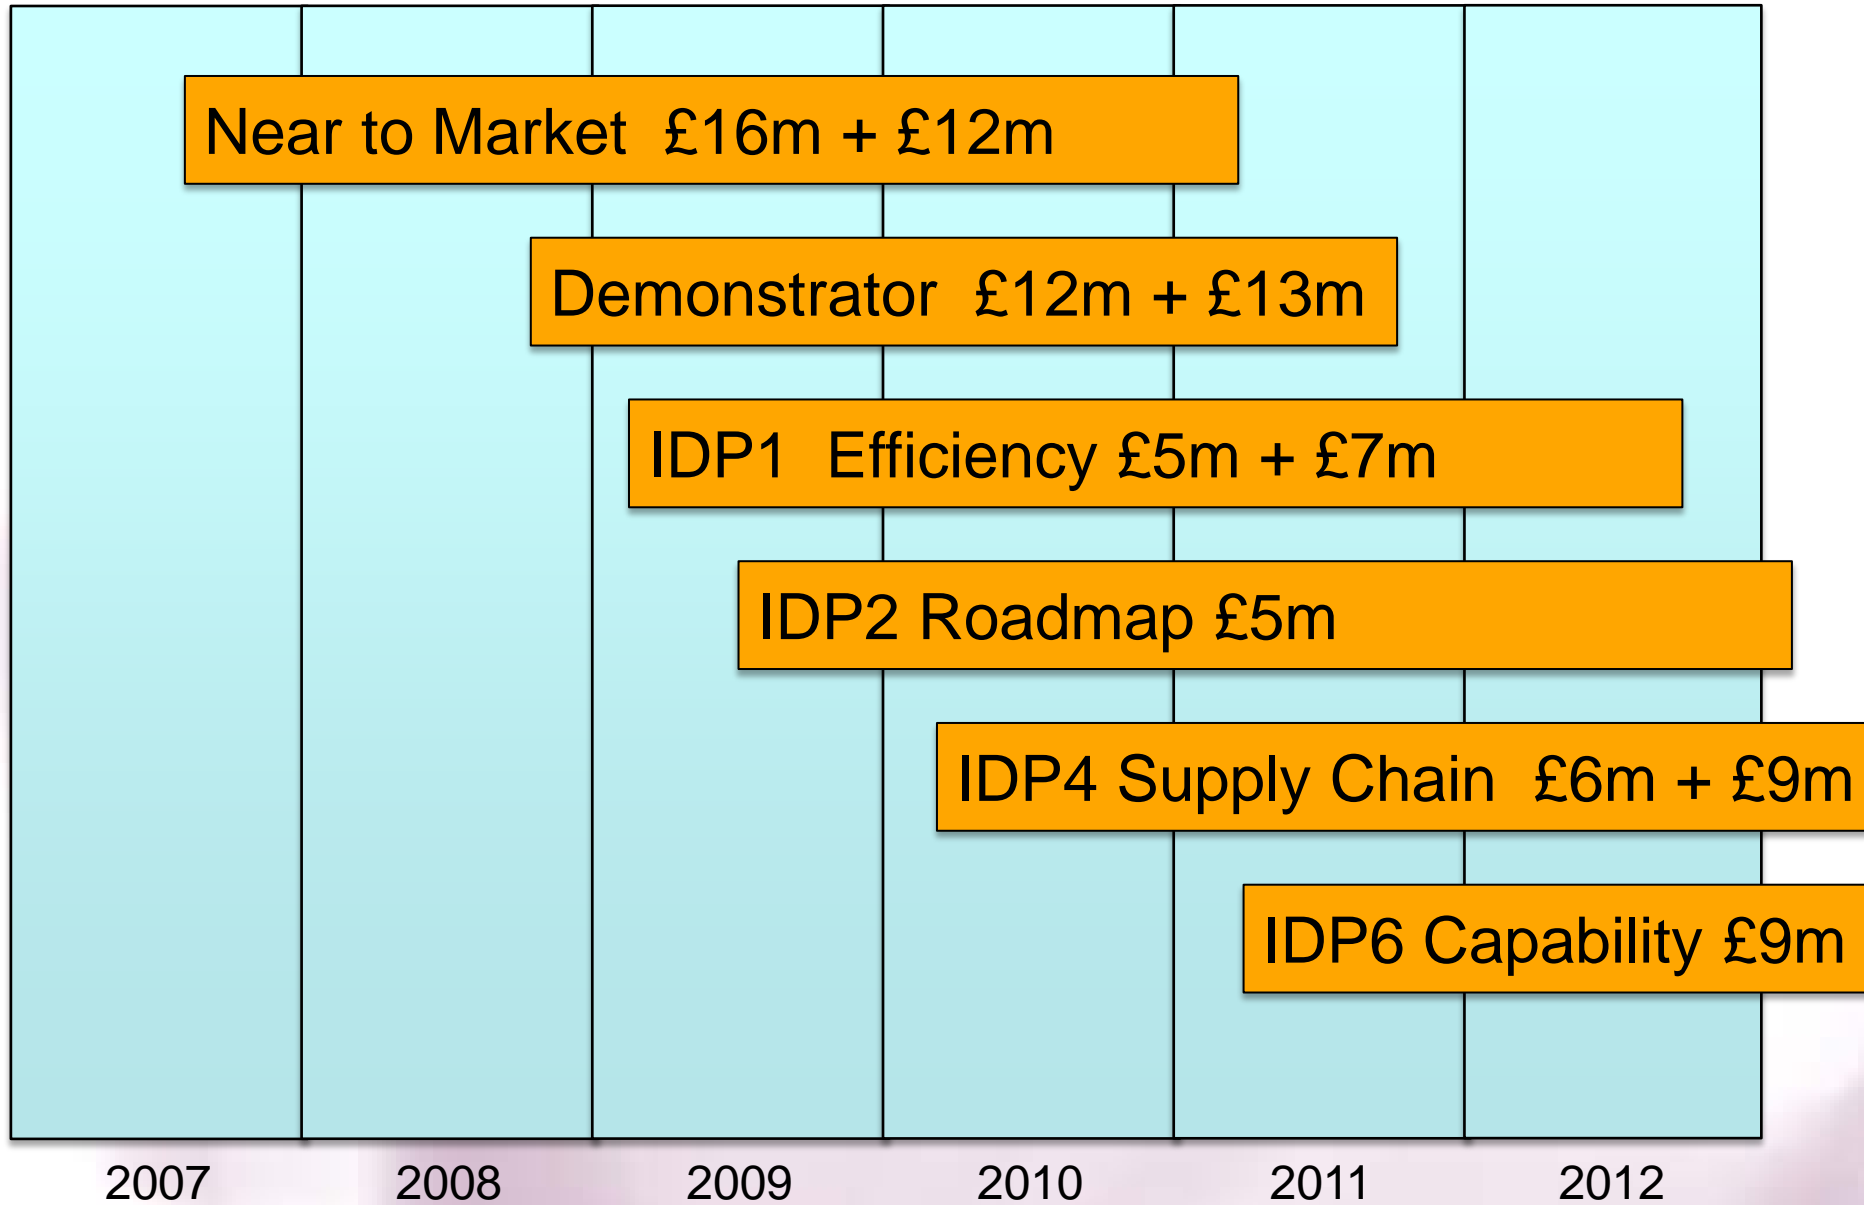 Near to Market  £16m + £12m
Demonstrator  £12m + £13m
IDP1  Efficiency £5m + £7m
IDP2 Roadmap £5m
IDP4 Supply Chain  £6m + £9m
IDP6 Capability £9m
2007 2008 2009 2010 2011 2012